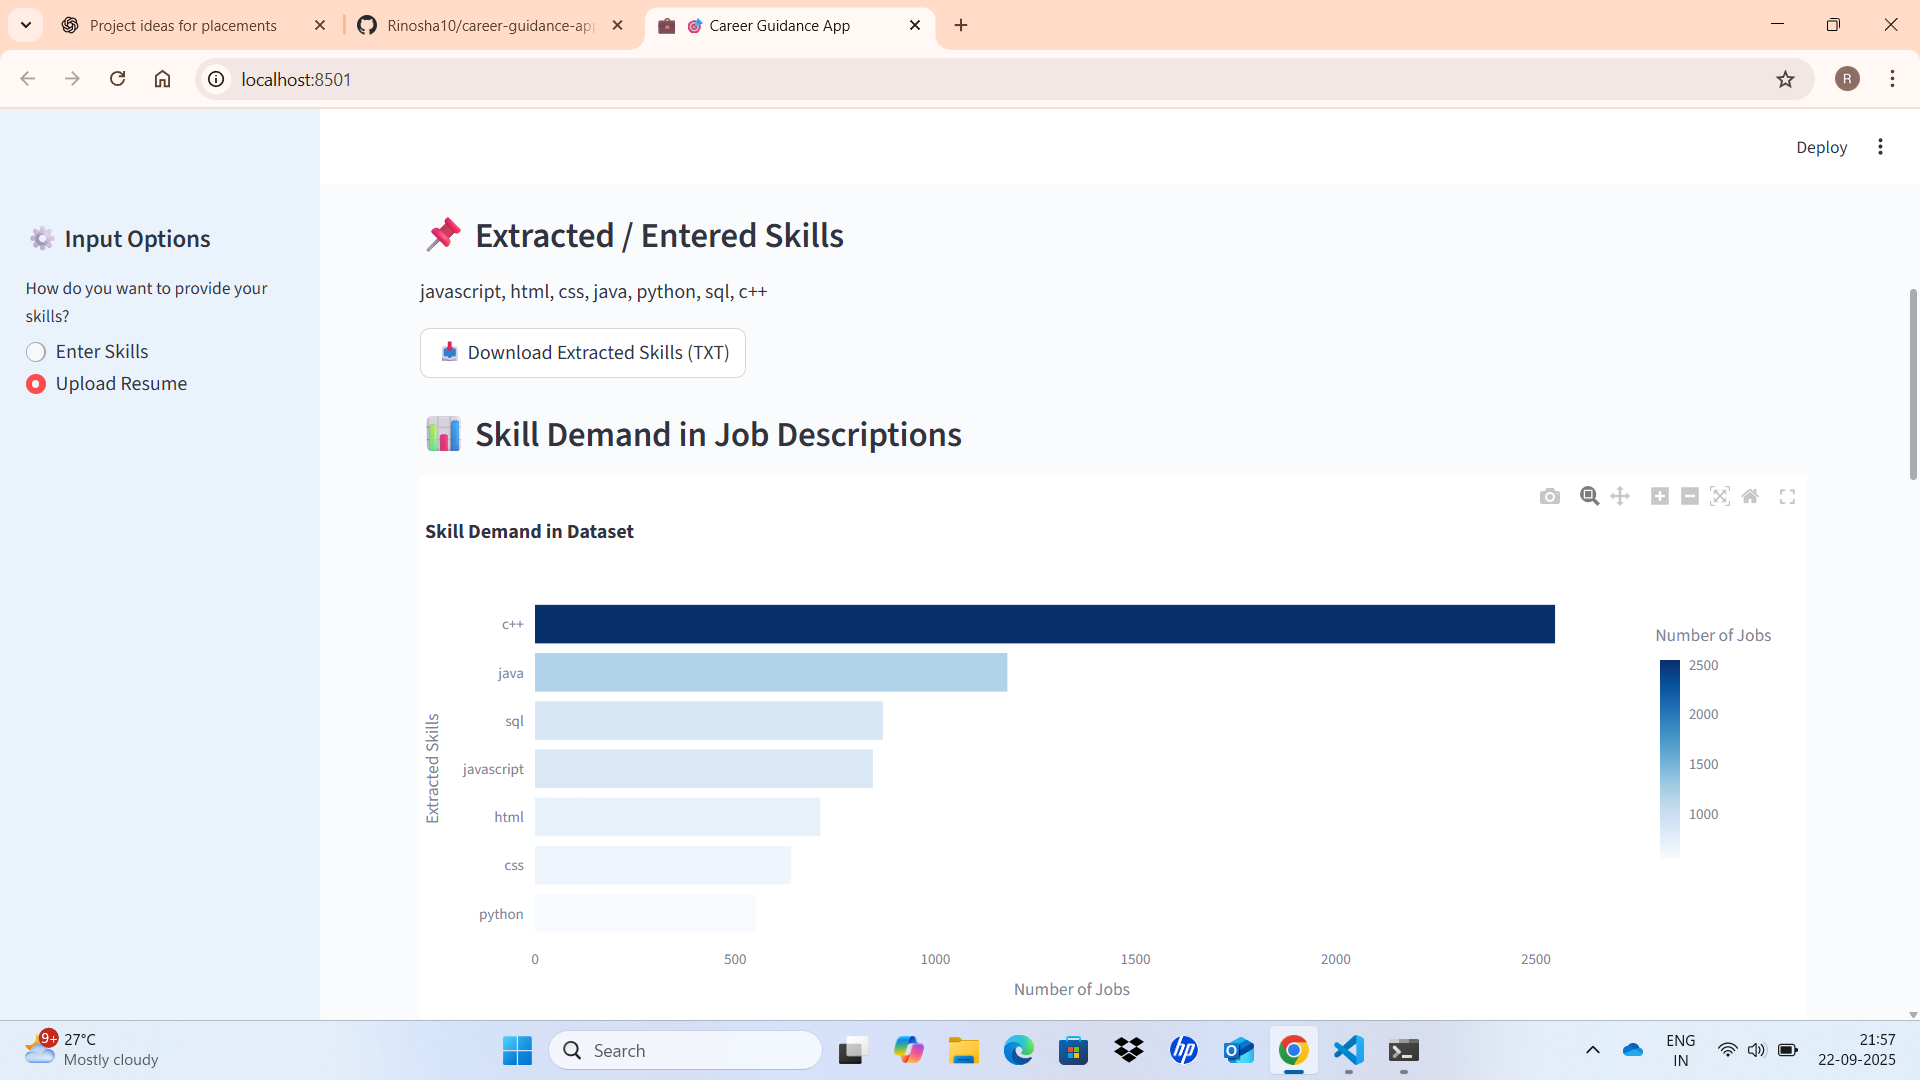 Project ideas for placements
Rinosha10/career-guidance-app
Career Guidance App
localhost:8501
R
Deploy
Input Options
How do you want to provide your
skills?
Enter Skills
Upload Resume
Extracted / Entered Skills
javascript, html, css, java, python, sql, c++
Download Extracted Skills (TXT)
Skill Demand in Job Descriptions
Skill Demand in Dataset
Extracted Skills
c++
java
sql
javascript
html
css
python
0 500 1000 1500 2000 2500
Number of Jobs
Number of Jobs
2500
2000
1500
1000
9+
27°C
Mostly cloudy
Search
hp
ENG
IN
21:57
22-09-2025